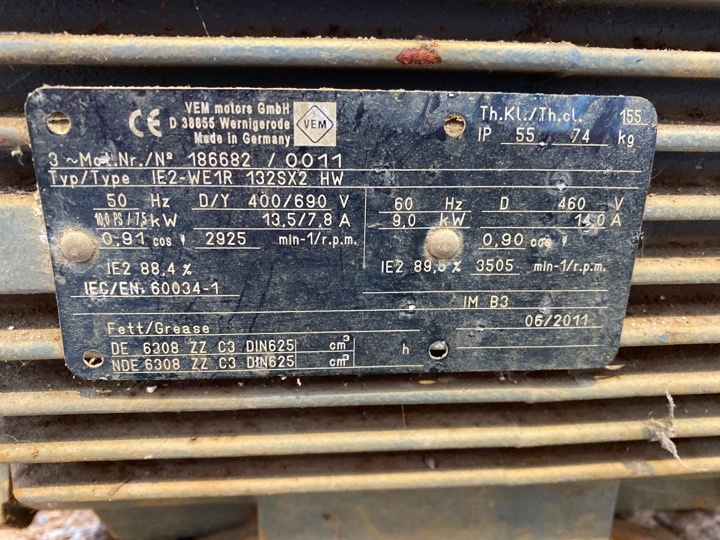 VEM motors GmbH
D 38855 Wernigerode
Made in Germany
CE
VEM
Th.Kl./Th.cl. 155
IP 55 74 kg
3 ~Mot.Nr./Nº 186682 / 0011
Typ/Type IE2-WE1R 132SX2 HW
50 Hz D/Y 400/690 V
10,0 PS / 7,5 kW 13,5/7,8 A
0,91 cos φ 2925 min-1/r.p.m.
IE2 88,4 %
IEC/EN 60034-1
60 Hz D 460 V
9,0 kW 14,0 A
0,90 cos φ
IE2 89,5 % 3505 min-1/r.p.m.
IM B3
06/2011
Fett/Grease
DE 6308 ZZ C3 DIN625 cm³
NDE 6308 ZZ C3 DIN625 cm³
h